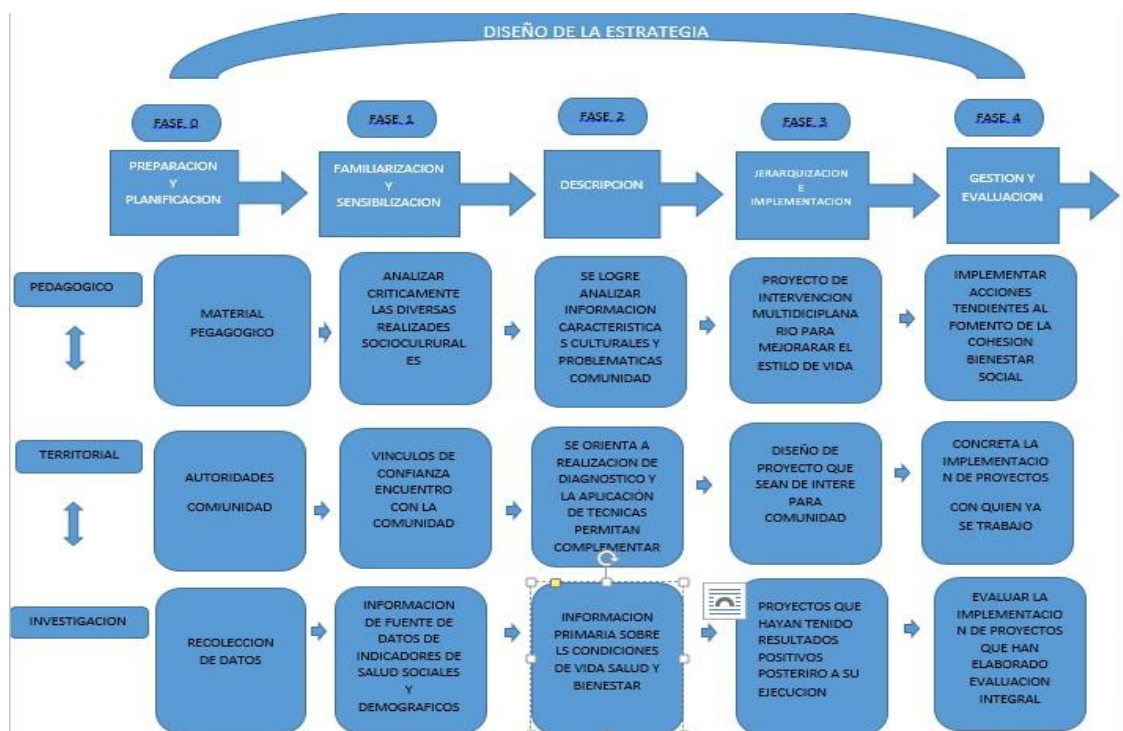 DISEÑO DE LA ESTRATEGIA
FASE 0
FASE 1
FASE 2
FASE 3
FASE 4
PREPARACION
Y
PLANIFICACION
FAMILIARIZACION
Y
SENSIBILIZACION
DESCRIPCION
JERARQUIZACION
E
IMPLEMENTACION
GESTION Y
EVALUACION
PEDAGOGICO
MATERIAL
PEGAGOGICO
ANALIZAR
CRITICAMENTE
LAS DIVERSAS
REALIZADES
SOCIOCULRURAL
ES
SE LOGRE
ANALIZAR
INFORMACION
CARACTERISTICA
S CULTURALES Y
PROBLEMATICAS
COMUNIDAD
PROYECTO DE
INTERVENCION
MULTIDICIPLINA
RIO PARA
MEJORARAR EL
ESTILO DE VIDA
IMPLEMENTAR
ACCIONES
TENDIENTES AL
FOMENTO DE LA
COHESION
BIENESTAR
SOCIAL
TERRITORIAL
AUTORIDADES
COMIUNIDAD
VINCULOS DE
CONFIANZA
ENCUENTRO
CON LA
COMUNIDAD
SE ORIENTA A
REALIZACION DE
DIAGNOSTICO Y
LA APLICACIÓN
DE TECNICAS
PERMITAN
COMPLEMENTAR
DISEÑO DE
PROYECTO QUE
SEAN DE INTERE
PARA
COMUNIDAD
CONCRETA LA
IMPLEMENTACIO
N DE PROYECTOS
CON QUIEN YA
SE TRABAJO
INVESTIGACION
RECOLECCION
DE DATOS
INFORMACION
DE FUENTE DE
DATOS DE
INDICADORES DE
SALUD SOCIALES
Y
DEMOGRAFICOS
INFORMACION
PRIMARIA SOBRE
LS CONDICIONES
DE VIDA SALUD Y
BIENESTAR
PROYECTOS QUE
HAYAN TENIDO
RESULTADOS
POSITIVOS
POSTERIRO A SU
EJECUCION
EVALUAR LA
IMPLEMENTACIO
N DE PROYECTOS
QUE HAN
ELABORADO
EVALUACION
INTEGRAL